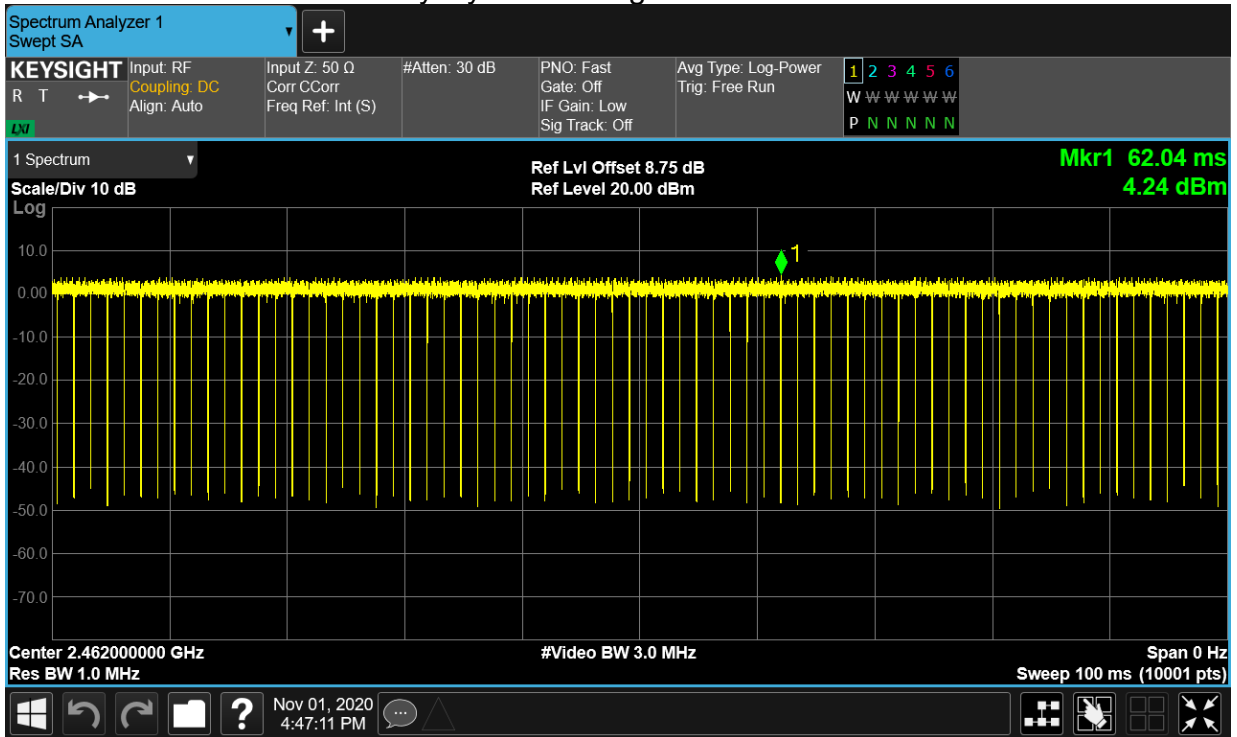 Spectrum Analyzer 1
Swept SA
+
KEYSIGHT
R T
LXI
Input: RF
Coupling: DC
Align: Auto
Input Z: 50 Ω
Corr CCorr
Freq Ref: Int (S)
#Atten: 30 dB
PNO: Fast
Gate: Off
IF Gain: Low
Sig Track: Off
Avg Type: Log-Power
Trig: Free Run
1 2 3 4 5 6
W W W W W W
P N N N N N
1 Spectrum
Scale/Div 10 dB
Log
Ref Lvl Offset 8.75 dB
Ref Level 20.00 dBm
Mkr1 62.04 ms
4.24 dBm
1
10.0
0.00
-10.0
-20.0
-30.0
-40.0
-50.0
-60.0
-70.0
Center 2.462000000 GHz
Res BW 1.0 MHz
#Video BW 3.0 MHz
Span 0 Hz
Sweep 100 ms (10001 pts)
?
Nov 01, 2020
4:47:11 PM